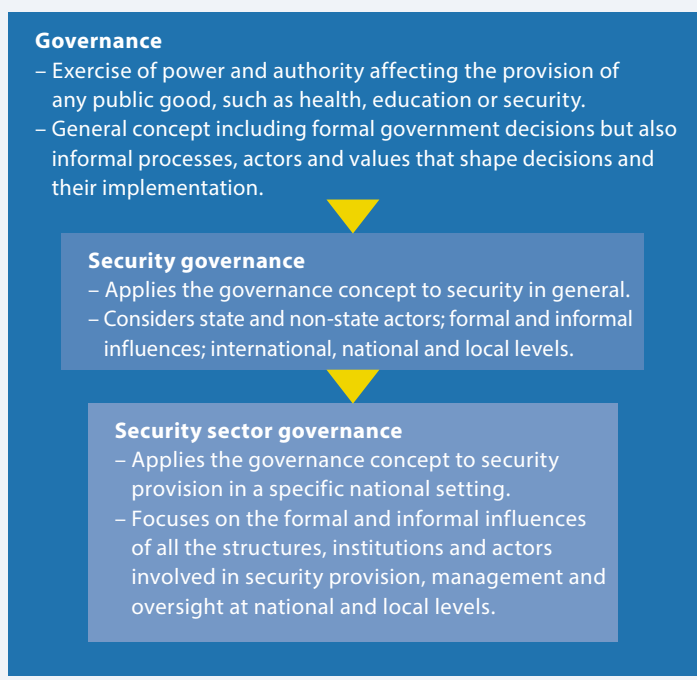 Governance
– Exercise of power and authority affecting the provision of
any public good, such as health, education or security.
– General concept including formal government decisions but also
informal processes, actors and values that shape decisions and
their implementation.
Security governance
– Applies the governance concept to security in general.
– Considers state and non-state actors; formal and informal
influences; international, national and local levels.
Security sector governance
– Applies the governance concept to security
provision in a specific national setting.
– Focuses on the formal and informal influences
of all the structures, institutions and actors
involved in security provision, management and
oversight at national and local levels.